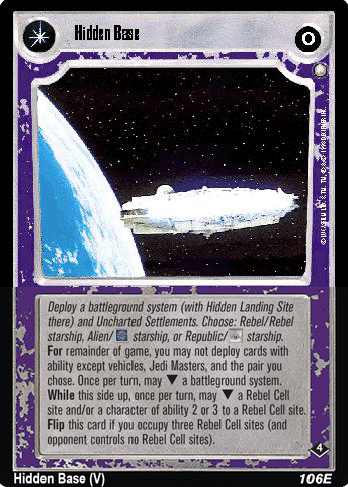 Hidden Base
O
Deploy a battleground system (with Hidden Landing Site
there) and Uncharted Settlements. Choose: Rebel/Rebel
starship, Alien/ starship, or Republic/ starship.
For remainder of game, you may not deploy cards with
ability except vehicles, Jedi Masters, and the pair you
chose. Once per turn, may ▼ a battleground system.
While this side up, once per turn, may ▼ a Rebel Cell
site and/or a character of ability 2 or 3 to a Rebel Cell site.
Flip this card if you occupy three Rebel Cell sites (and
opponent controls no Rebel Cell sites).
4
Hidden Base (V) 106E